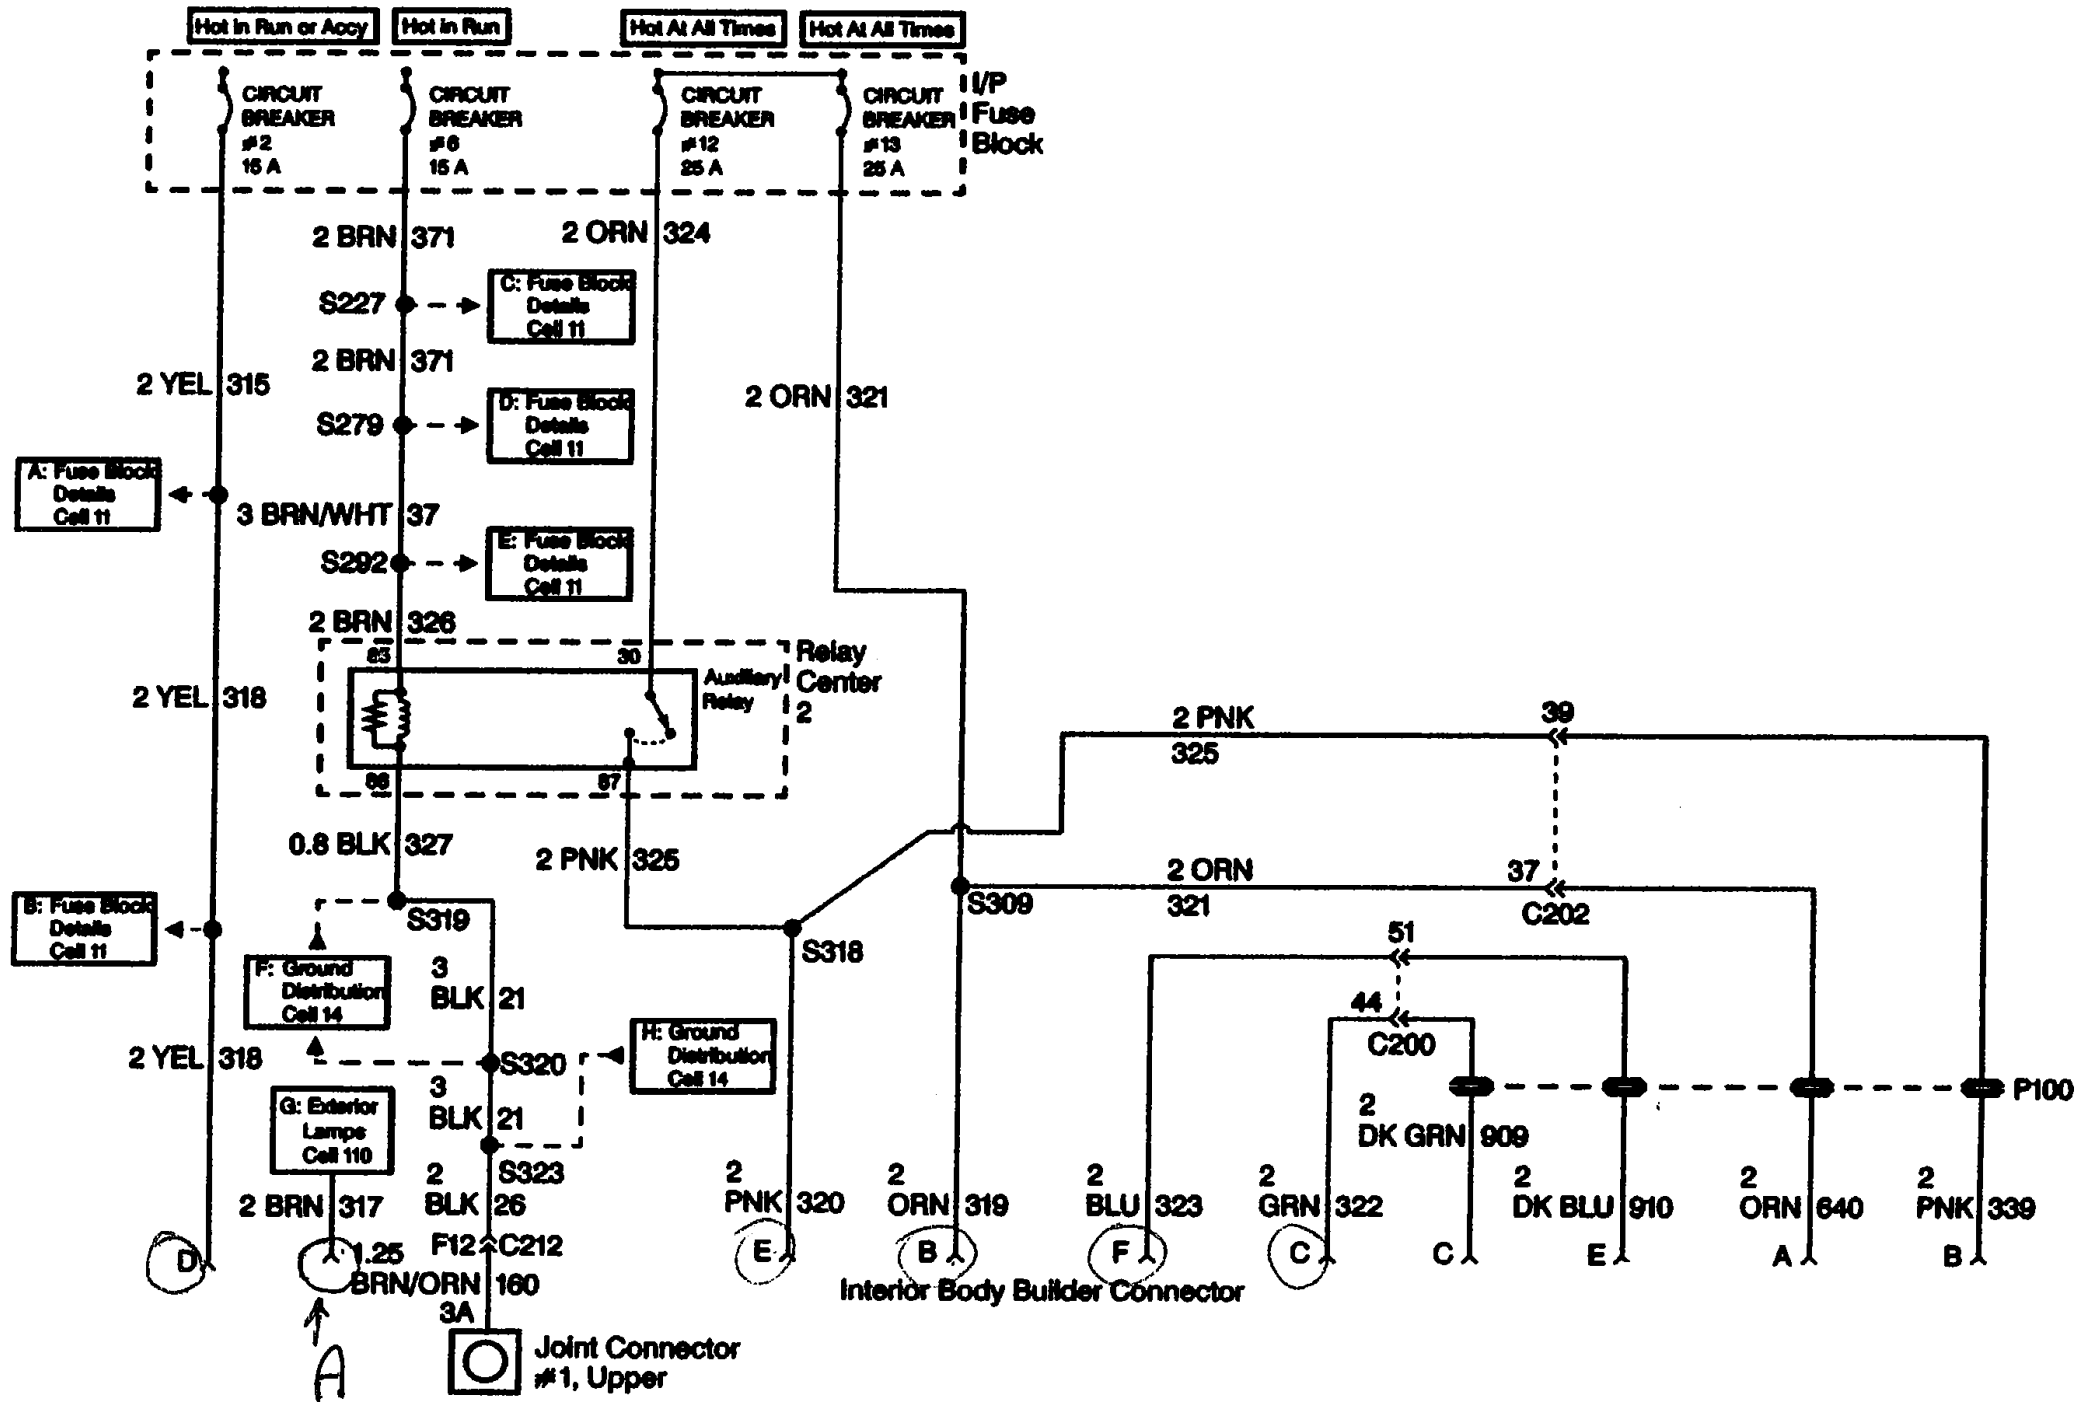 Hot in Run or Accy
Hot in Run
Hot At All Times
Hot At All Times
CIRCUIT
BREAKER
#2
15 A
CIRCUIT
BREAKER
#6
15 A
CIRCUIT
BREAKER
#12
25 A
CIRCUIT
BREAKER
#13
25 A
I/P
Fuse
Block
2 BRN 371
2 ORN 324
S227
C: Fuse Block
Details
Cell 11
2 BRN 371
2 YEL 315
2 ORN 321
S279
D: Fuse Block
Details
Cell 11
A: Fuse Block
Details
Cell 11
3 BRN/WHT 37
S292
E: Fuse Block
Details
Cell 11
2 BRN 326
83
30
Relay
Center
2
Auxiliary
Relay
2 YEL 318
86
87
2 PNK
325
39
0.8 BLK 327
2 PNK 325
2 ORN
321
37
S309
C202
B: Fuse Block
Details
Cell 11
S319
S318
51
F: Ground
Distribution
Cell 14
3
BLK 21
44
C200
2 YEL 318
S320
H: Ground
Distribution
Cell 14
P100
G: Exterior
Lamps
Cell 110
3
BLK 21
2
DK GRN 909
S323
2 BRN 317
2
BLK 26
2
PNK 320
2
ORN 319
2
BLU 323
2
GRN 322
2
DK BLU 910
2
ORN 640
2
PNK 339
F12 C212
D
E
B
F
C
C
E
A
B
1.25
BRN/ORN 160
Interior Body Builder Connector
3A
A
Joint Connector
#1, Upper